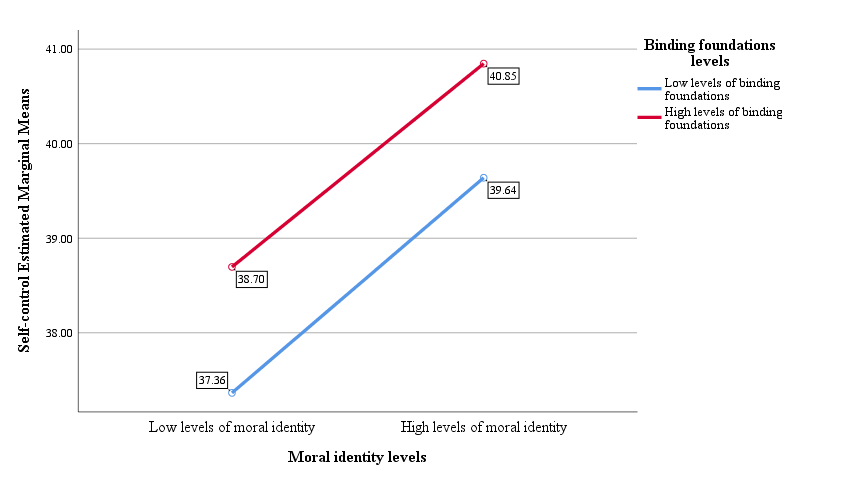 41.00
40.00
39.00
38.00
Self-control Estimated Marginal Means
40.85
39.64
38.70
37.36
Low levels of moral identity
High levels of moral identity
Moral identity levels
Binding foundations
levels
Low levels of binding
foundations
High levels of binding
foundations